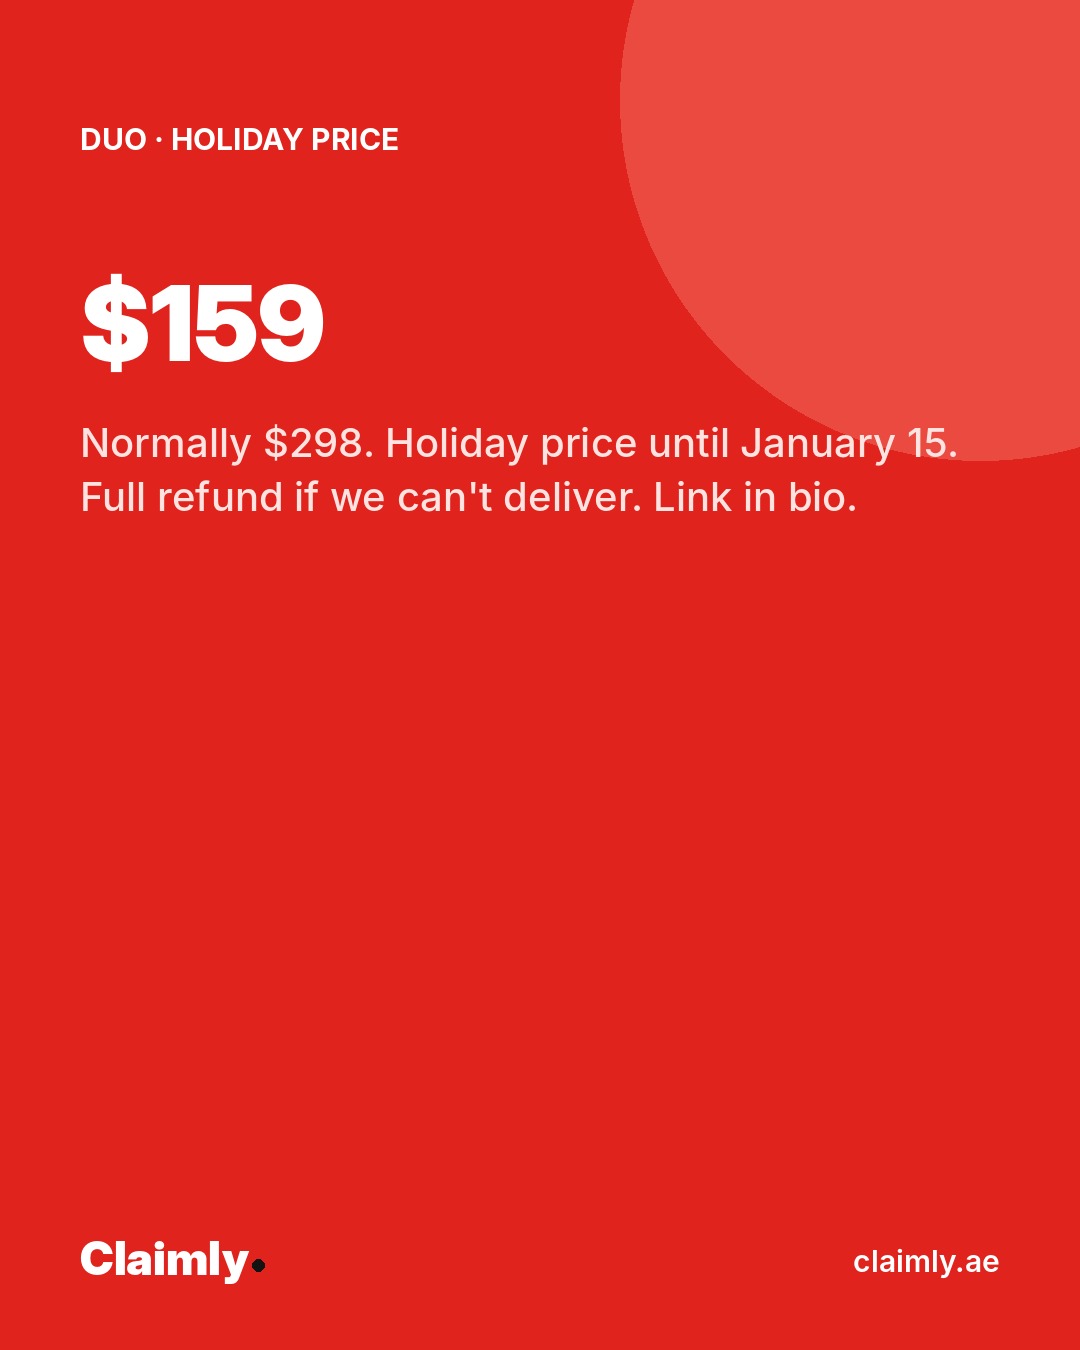 DUO · HOLIDAY PRICE
$159
Normally $298. Holiday price until January 15.
Full refund if we can't deliver. Link in bio.
Claimly.
claimly.ae